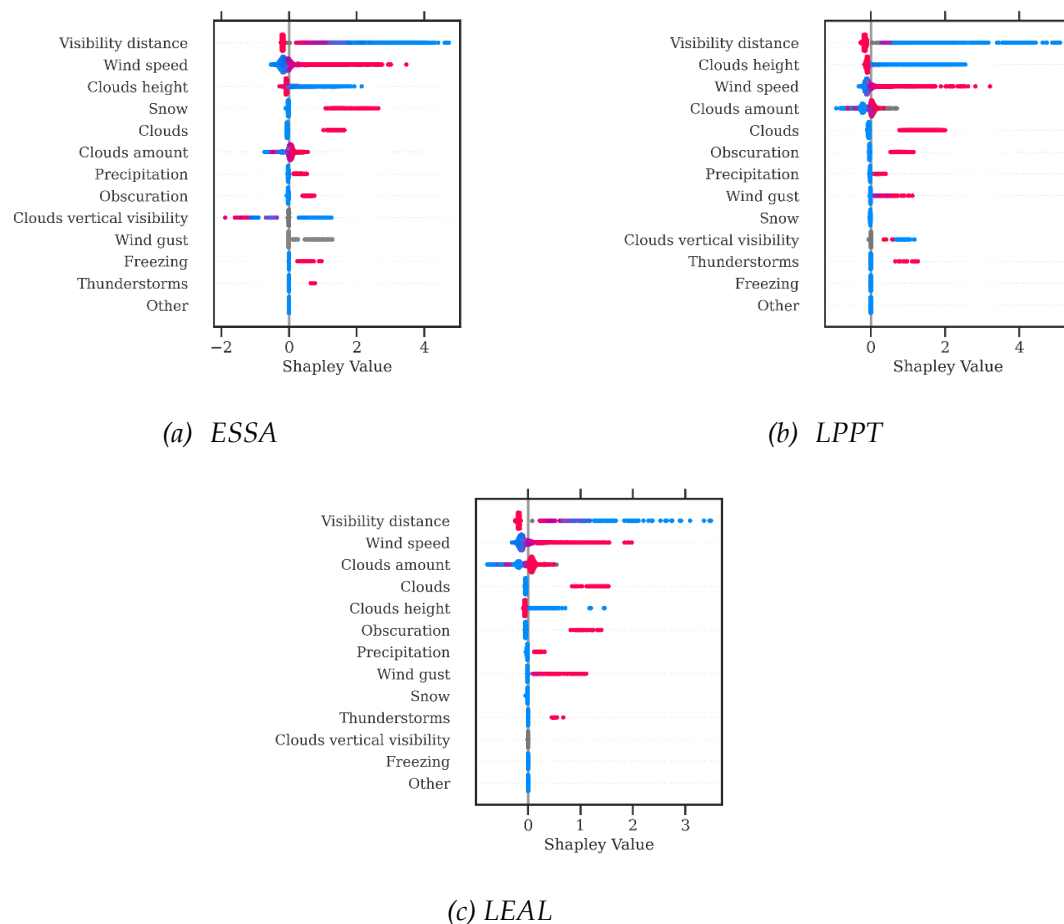 Visibility distance
Wind speed
Clouds height
Snow
Clouds
Clouds amount
Precipitation
Obscuration
Clouds vertical visibility
Wind gust
Freezing
Thunderstorms
Other
−2 0 2 4
Shapley Value
(a) ESSA
Visibility distance
Clouds height
Wind speed
Clouds amount
Clouds
Obscuration
Precipitation
Wind gust
Snow
Clouds vertical visibility
Thunderstorms
Freezing
Other
0 2 4
Shapley Value
(b) LPPT
Visibility distance
Wind speed
Clouds amount
Clouds
Clouds height
Obscuration
Precipitation
Wind gust
Snow
Thunderstorms
Clouds vertical visibility
Freezing
Other
0 1 2 3
Shapley Value
(c) LEAL